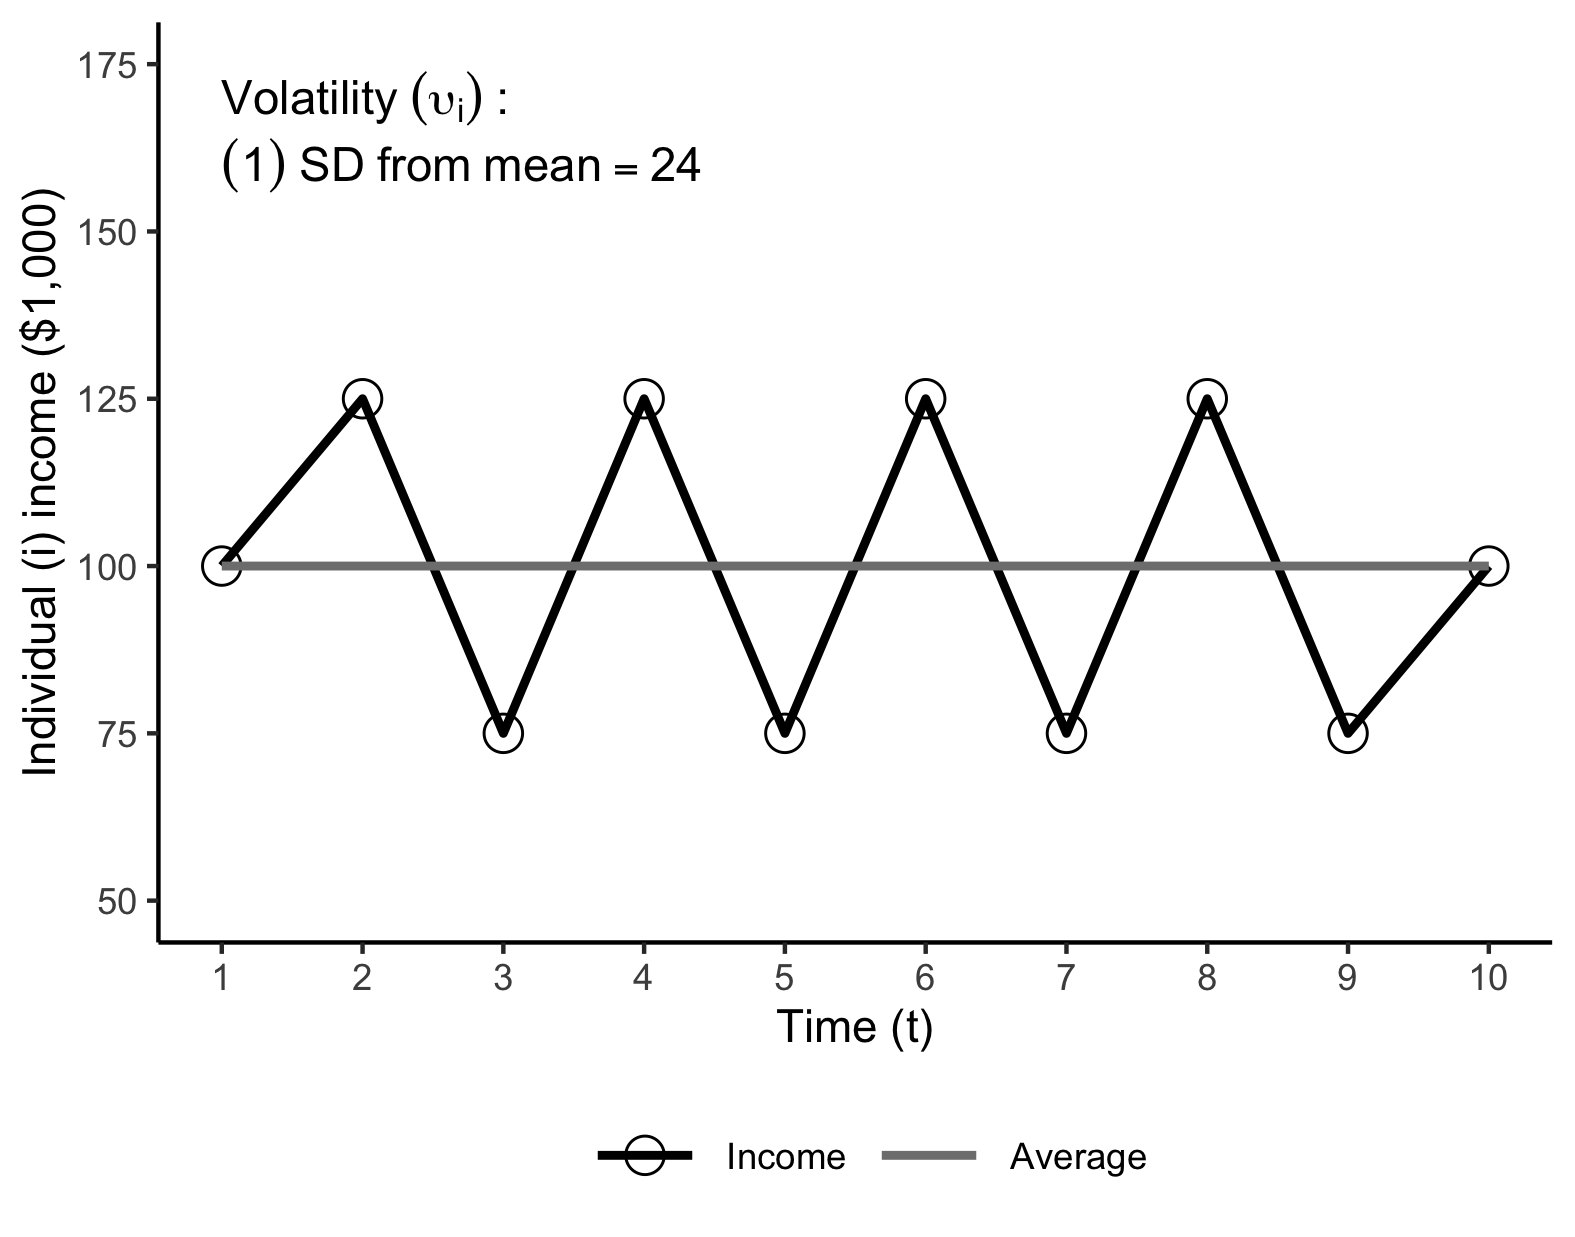 Volatility (υi) :
(1) SD from mean = 24
Individual (i) income ($1,000)
175
150
125
100
75
50
1 2 3 4 5 6 7 8 9 10
Time (t)
Income Average